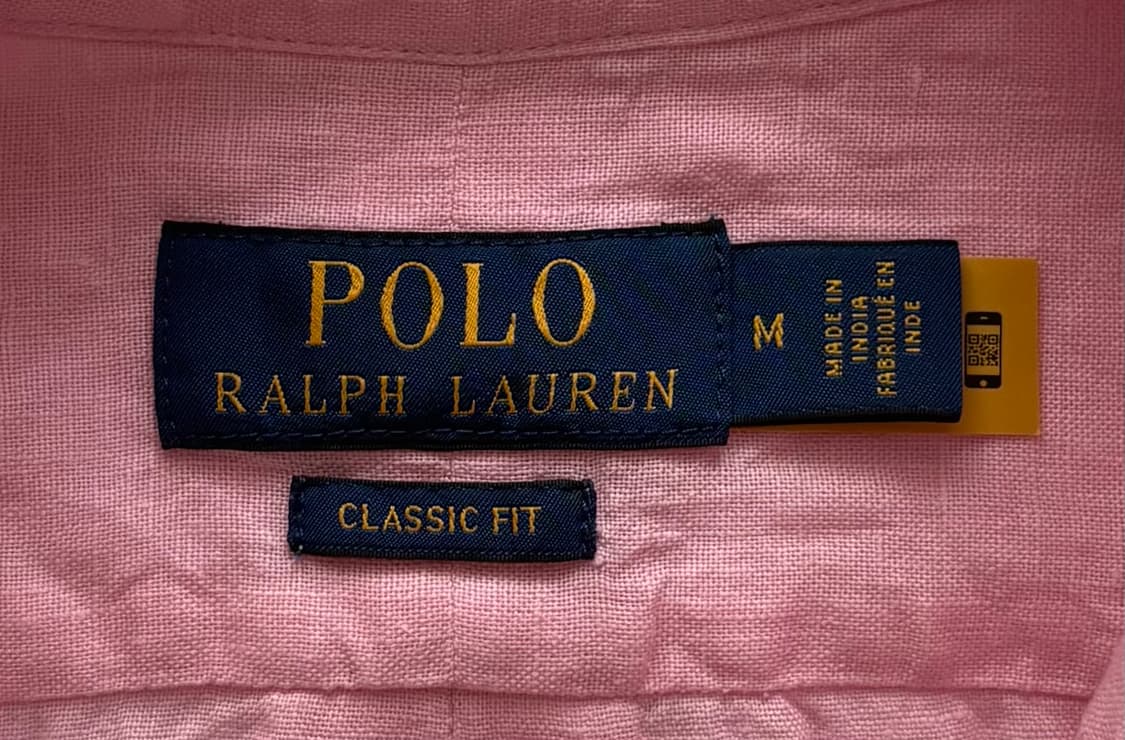 POLO
RALPH LAUREN
M
MADE IN
INDIA
FABRIQUÉ EN
INDE
CLASSIC FIT